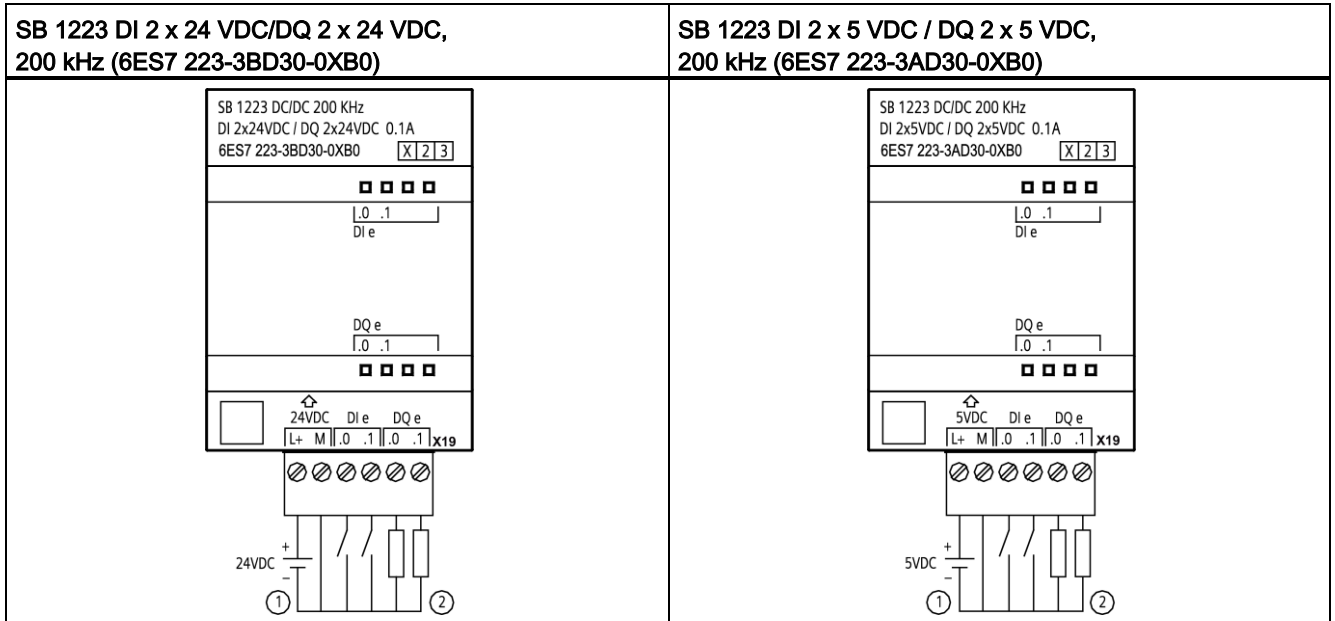 SB 1223 DI 2 x 24 VDC/DQ 2 x 24 VDC,
200 kHz (6ES7 223-3BD30-0XB0)
SB 1223 DC/DC 200 KHz
DI 2x24VDC / DQ 2x24VDC 0.1A
6ES7 223-3BD30-0XB0 X 2 3
.0 .1
DI e
DQ e
.0 .1
24VDC DI e DQ e
L+ M .0 .1 .0 .1 X19
+
24VDC
−
① ②
SB 1223 DI 2 x 5 VDC / DQ 2 x 5 VDC,
200 kHz (6ES7 223-3AD30-0XB0)
SB 1223 DC/DC 200 KHz
DI 2x5VDC / DQ 2x5VDC 0.1A
6ES7 223-3AD30-0XB0 X 2 3
.0 .1
DI e
DQ e
.0 .1
5VDC DI e DQ e
L+ M .0 .1 .0 .1 X19
+
5VDC
−
① ②